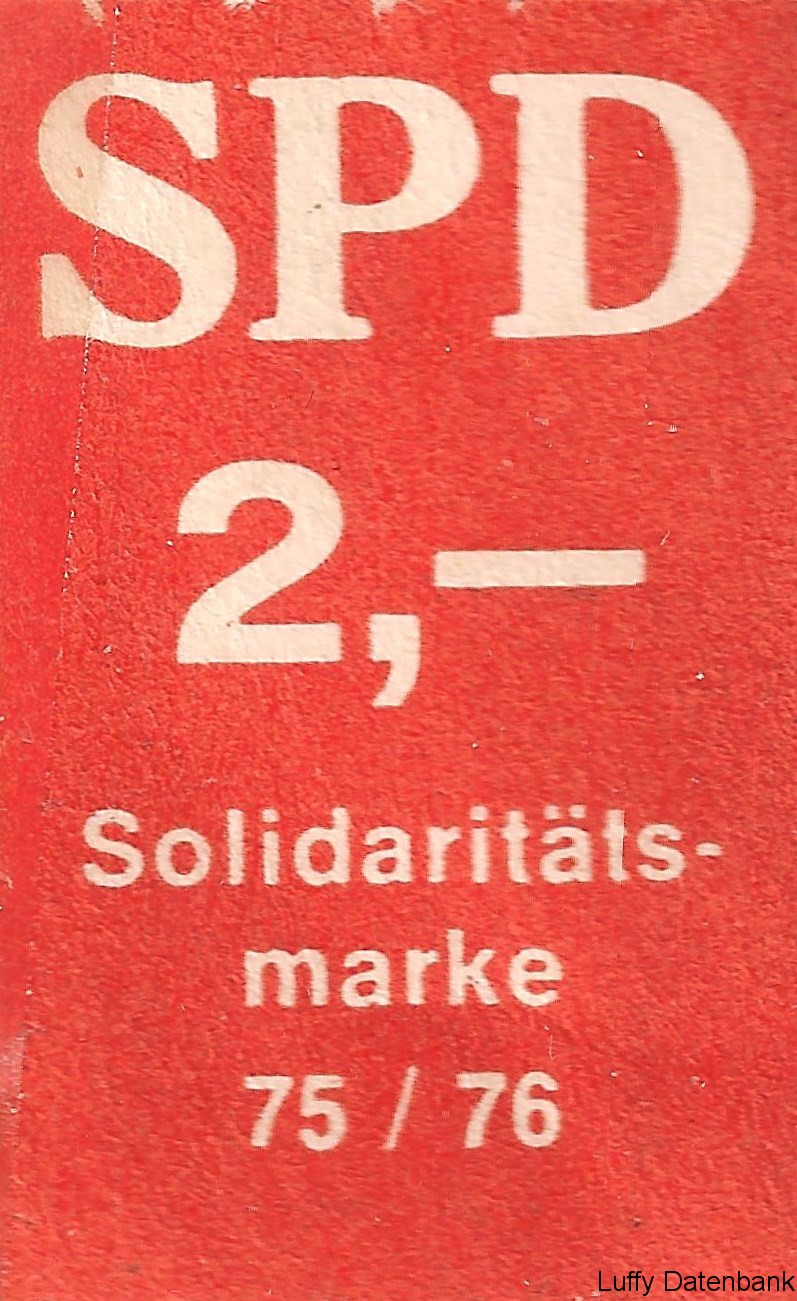 SPD
2,–
Solidaritäts-
marke
75 / 76
Luffy Datenbank